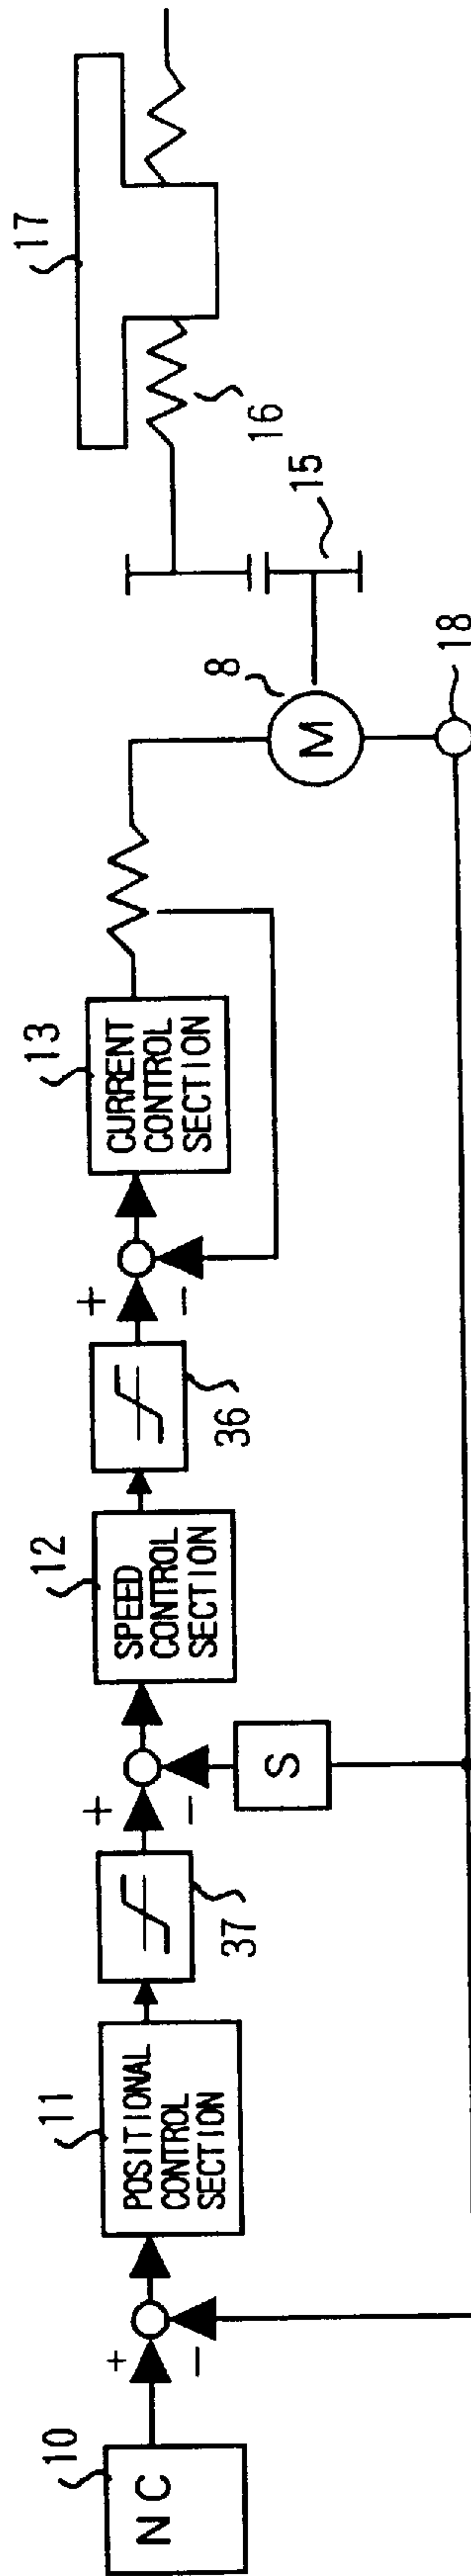 10
NC
+
−
11
POSITIONAL
CONTROL
SECTION
37
+
−
S
12
SPEED
CONTROL
SECTION
36
+
−
13
CURRENT
CONTROL
SECTION
8
M
18
15
16
17